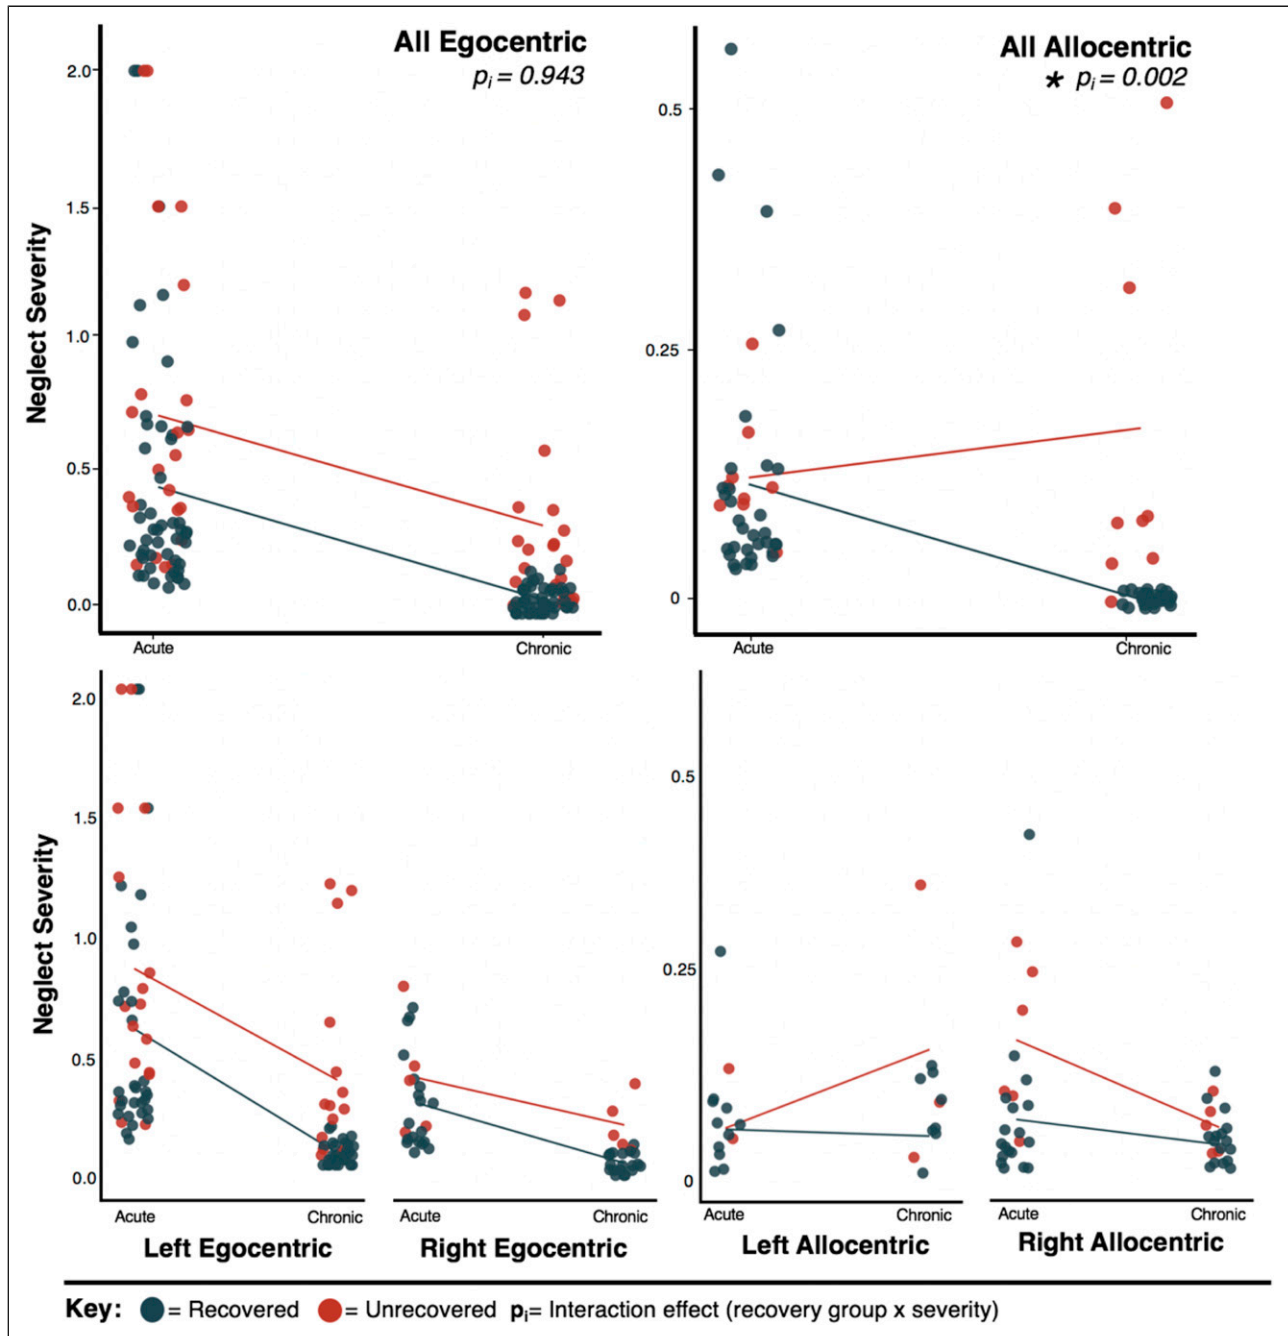 All Egocentric
pi = 0.943
Neglect Severity
2.0
1.5
1.0
0.5
0.0
Acute
Chronic
All Allocentric
* pi = 0.002
0.5
0.25
0
Acute
Chronic
Neglect Severity
2.0
1.5
1.0
0.5
0.0
Acute
Chronic
Left Egocentric
Acute
Chronic
Right Egocentric
0.5
0.25
0
Acute
Chronic
Left Allocentric
Acute
Chronic
Right Allocentric
Key: = Recovered = Unrecovered pi= Interaction effect (recovery group x severity)